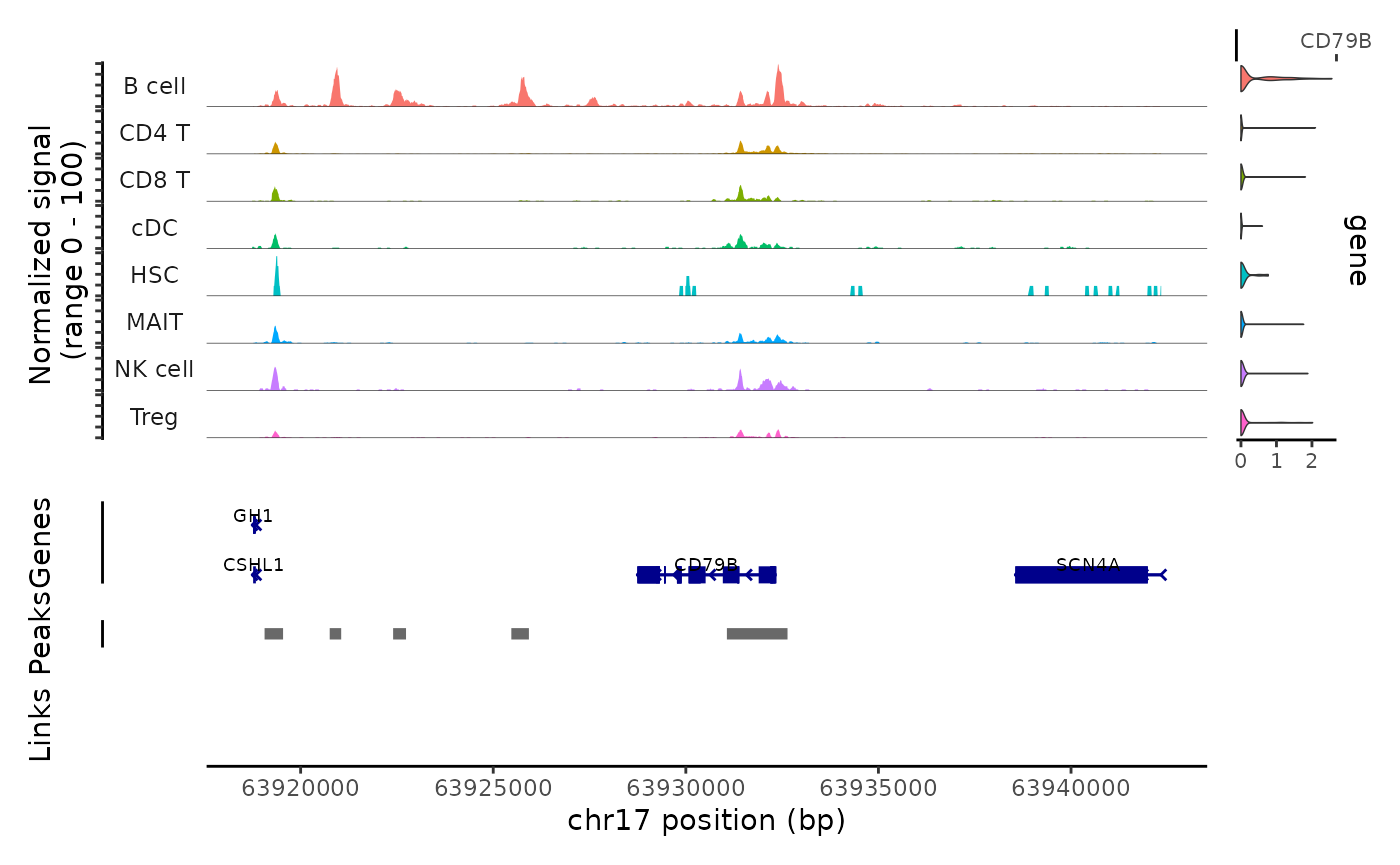 CD79B
B cell
CD4 T
CD8 T
cDC
HSC
MAIT
NK cell
Treg
Normalized signal
(range 0 - 100)
gene
0 1 2
Genes
GH1
CSHL1
CD79B
SCN4A
Peaks
Links
63920000 63925000 63930000 63935000 63940000
chr17 position (bp)